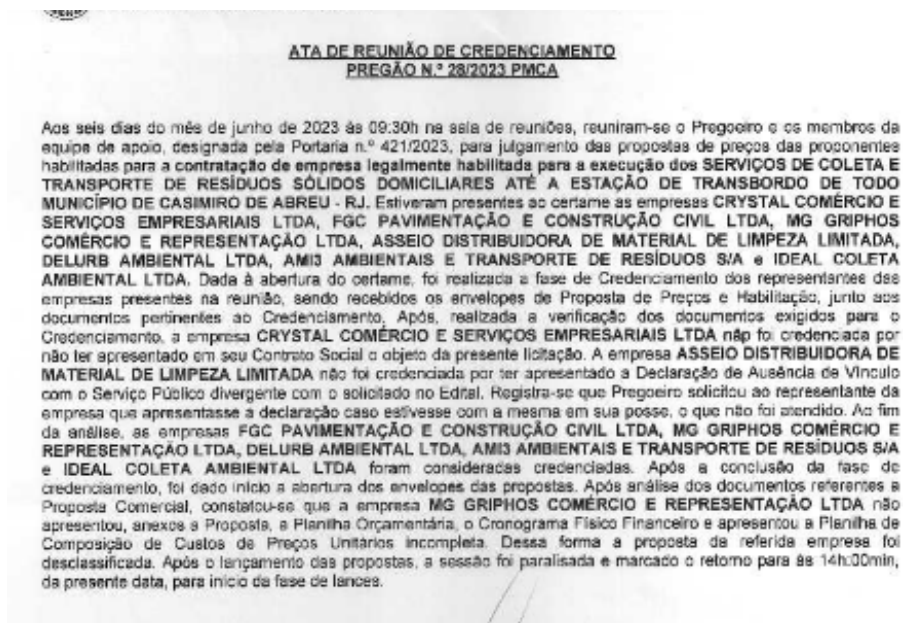 ATA DE REUNIÃO DE CREDENCIAMENTO
PREGÃO N.º 28/2023 PMCA
Aos seis dias do mês de junho de 2023 às 09:30h na sala de reuniões, reuniram-se o Pregoeiro e os membros da
equipe de apoio, designada pela Portaria n.º 421/2023, para julgamento das propostas de preços das proponentes
habilitadas para a contratação de empresa legalmente habilitada para a execução dos SERVIÇOS DE COLETA E
TRANSPORTE DE RESÍDUOS SÓLIDOS DOMICILIARES ATÉ A ESTAÇÃO DE TRANSBORDO DE TODO
MUNICÍPIO DE CASIMIRO DE ABREU - RJ. Estiveram presentes ao certame as empresas CRYSTAL COMÉRCIO E
SERVIÇOS EMPRESARIAIS LTDA, FGC PAVIMENTAÇÃO E CONSTRUÇÃO CIVIL LTDA, MG GRIPHOS
COMÉRCIO E REPRESENTAÇÃO LTDA, ASSEIO DISTRIBUIDORA DE MATERIAL DE LIMPEZA LIMITADA,
DELURB AMBIENTAL LTDA, AMI3 AMBIENTAIS E TRANSPORTE DE RESÍDUOS S/A e IDEAL COLETA
AMBIENTAL LTDA. Dada à abertura do certame, foi realizada a fase de Credenciamento dos representantes das
empresas presentes na reunião, sendo recebidos os envelopes de Proposta de Preços e Habilitação, junto aos
documentos pertinentes ao Credenciamento. Após, realizada a verificação dos documentos exigidos para o
Credenciamento, a empresa CRYSTAL COMÉRCIO E SERVIÇOS EMPRESARIAIS LTDA não foi credenciada por
não ter apresentado em seu Contrato Social o objeto da presente licitação. A empresa ASSEIO DISTRIBUIDORA DE
MATERIAL DE LIMPEZA LIMITADA não foi credenciada por ter apresentado a Declaração de Ausência de Vínculo
com o Serviço Público divergente com o solicitado no Edital. Registra-se que Pregoeiro solicitou ao representante da
empresa que apresentasse a declaração caso estivesse com a mesma em sua posse, o que não foi atendido. Ao fim
da análise, as empresas FGC PAVIMENTAÇÃO E CONSTRUÇÃO CIVIL LTDA, MG GRIPHOS COMÉRCIO E
REPRESENTAÇÃO LTDA, DELURB AMBIENTAL LTDA, AMI3 AMBIENTAIS E TRANSPORTE DE RESÍDUOS S/A
e IDEAL COLETA AMBIENTAL LTDA foram consideradas credenciadas. Após a conclusão da fase de
credenciamento, foi dado início a abertura dos envelopes das propostas. Após análise dos documentos referentes a
Proposta Comercial, constatou-se que a empresa MG GRIPHOS COMÉRCIO E REPRESENTAÇÃO LTDA não
apresentou, anexos a Proposta, a Planilha Orçamentária, o Cronograma Físico Financeiro e apresentou a Planilha de
Composição de Custos de Preços Unitários incompleta. Dessa forma a proposta da referida empresa foi
desclassificada. Após o lançamento das propostas, a sessão foi paralisada e marcado o retorno para às 14h:00min,
da presente data, para início da fase de lances.